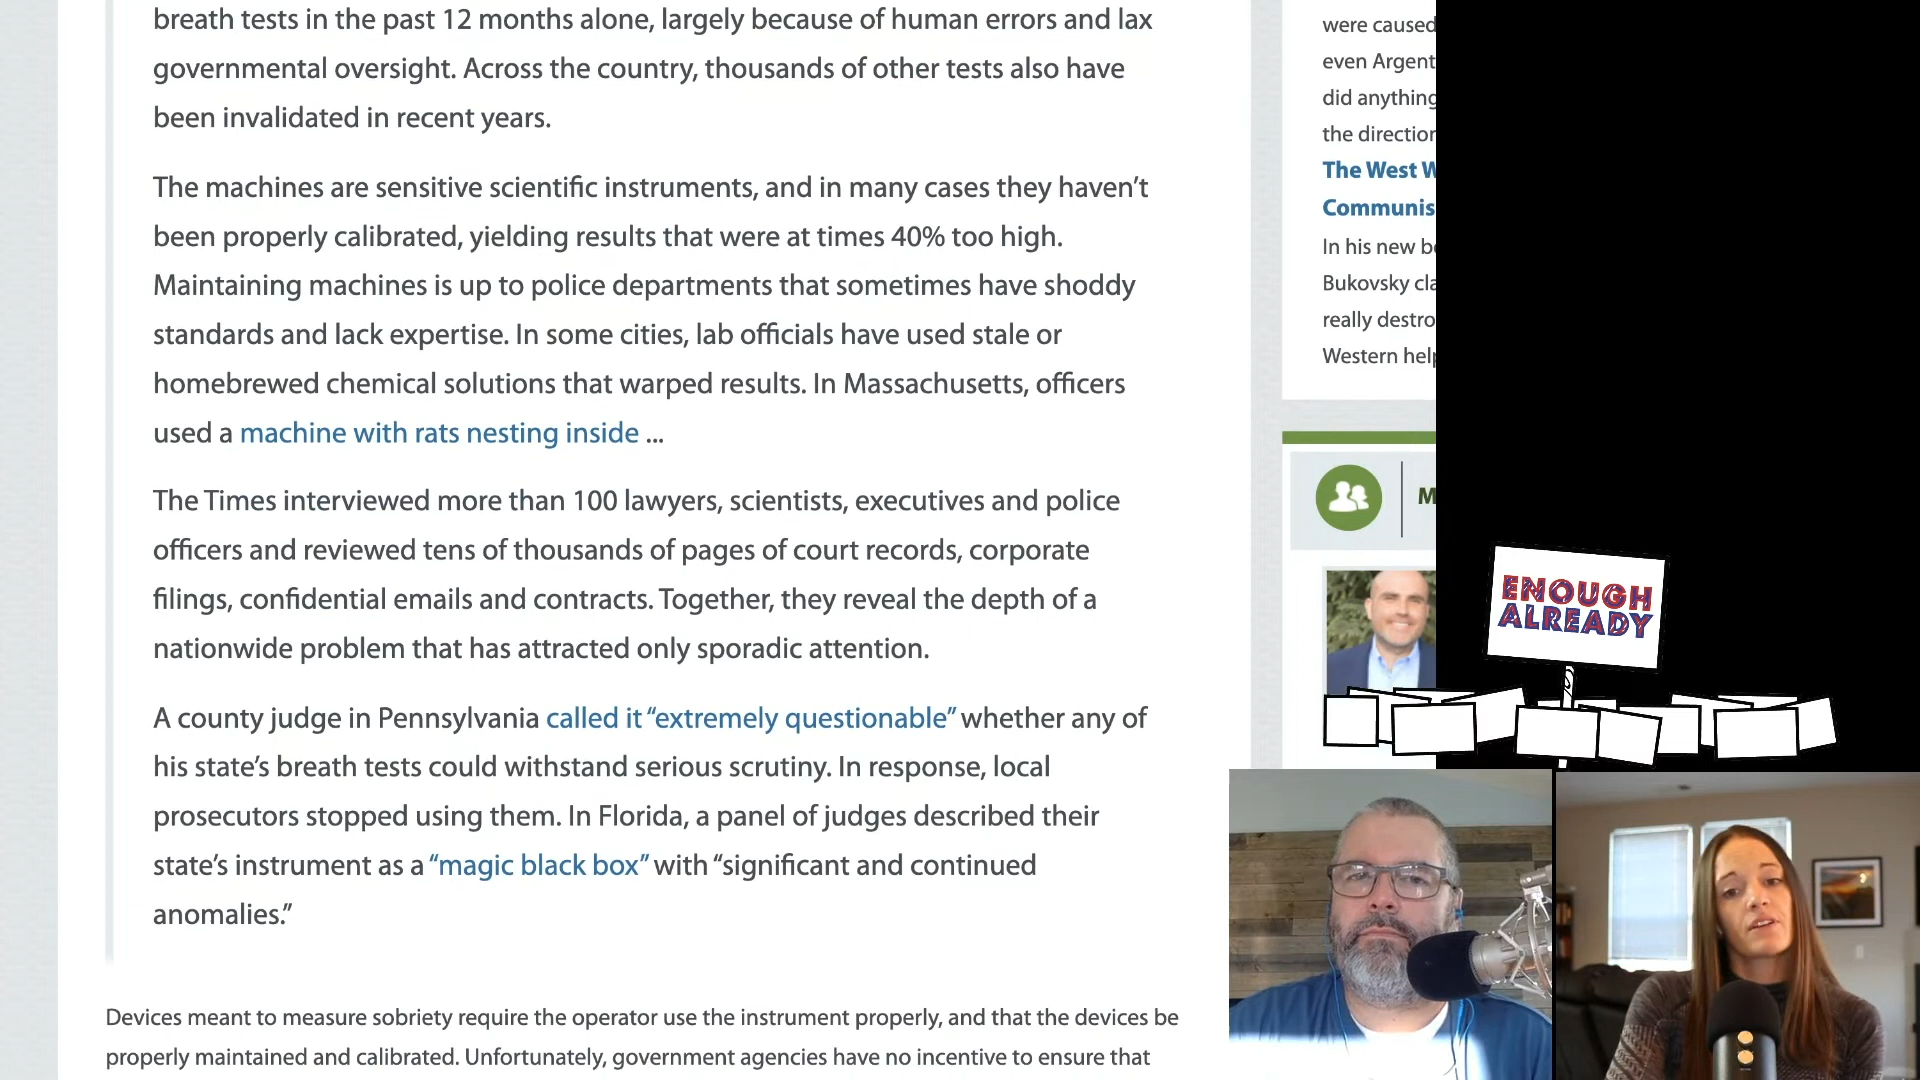 breath tests in the past 12 months alone, largely because of human errors and lax
governmental oversight. Across the country, thousands of other tests also have
been invalidated in recent years.
The machines are sensitive scientific instruments, and in many cases they haven’t
been properly calibrated, yielding results that were at times 40% too high.
Maintaining machines is up to police departments that sometimes have shoddy
standards and lack expertise. In some cities, lab officials have used stale or
homebrewed chemical solutions that warped results. In Massachusetts, officers
used a machine with rats nesting inside ...
The Times interviewed more than 100 lawyers, scientists, executives and police
officers and reviewed tens of thousands of pages of court records, corporate
filings, confidential emails and contracts. Together, they reveal the depth of a
nationwide problem that has attracted only sporadic attention.
A county judge in Pennsylvania called it “extremely questionable” whether any of
his state’s breath tests could withstand serious scrutiny. In response, local
prosecutors stopped using them. In Florida, a panel of judges described their
state’s instrument as a “magic black box” with “significant and continued
anomalies.”
Devices meant to measure sobriety require the operator use the instrument properly, and that the devices be
properly maintained and calibrated. Unfortunately, government agencies have no incentive to ensure that
were caused
even Argent
did anything
the direction
The West W
Communis
In his new b
Bukovsky cla
really destro
Western help
M
ENOUGH
ALREADY